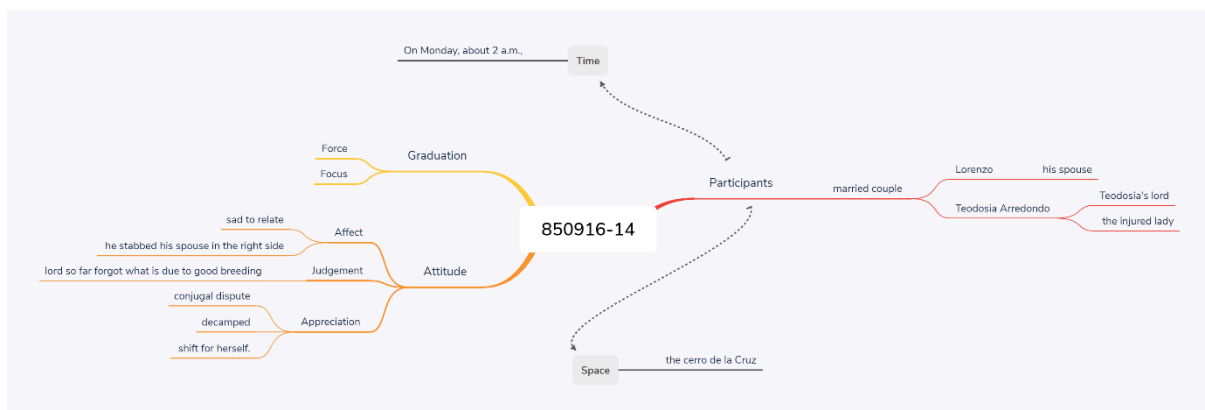 On Monday, about 2 a.m.,
Time
Force
Graduation
Focus
Participants
married couple
Lorenzo
his spouse
Teodosia Arredondo
Teodosia's lord
the injured lady
850916-14
sad to relate
Affect
he stabbed his spouse in the right side
lord so far forgot what is due to good breeding
Judgement
Attitude
conjugal dispute
decamped
Appreciation
shift for herself.
Space
the cerro de la Cruz